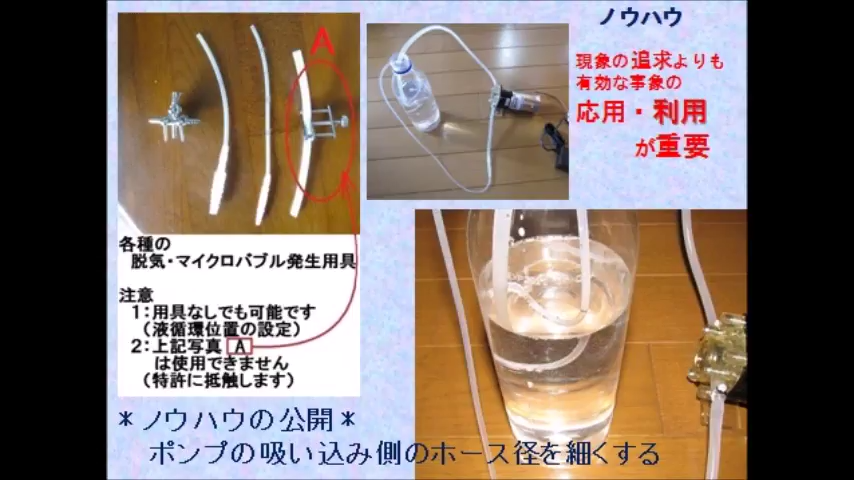 ノウハウ
現象の追求よりも
有効な事象の
応用・利用
が重要
A
各種の
脱気・マイクロバブル発生用具
注意
1：用具なしでも可能です
（液循環位置の設定）
2：上記写真 A
は使用できません
（特許に抵触します）
＊ノウハウの公開＊
ポンプの吸い込み側のホース径を細くする